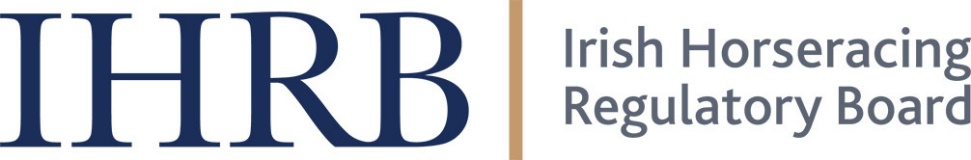 IHRB
Irish Horseracing
Regulatory Board